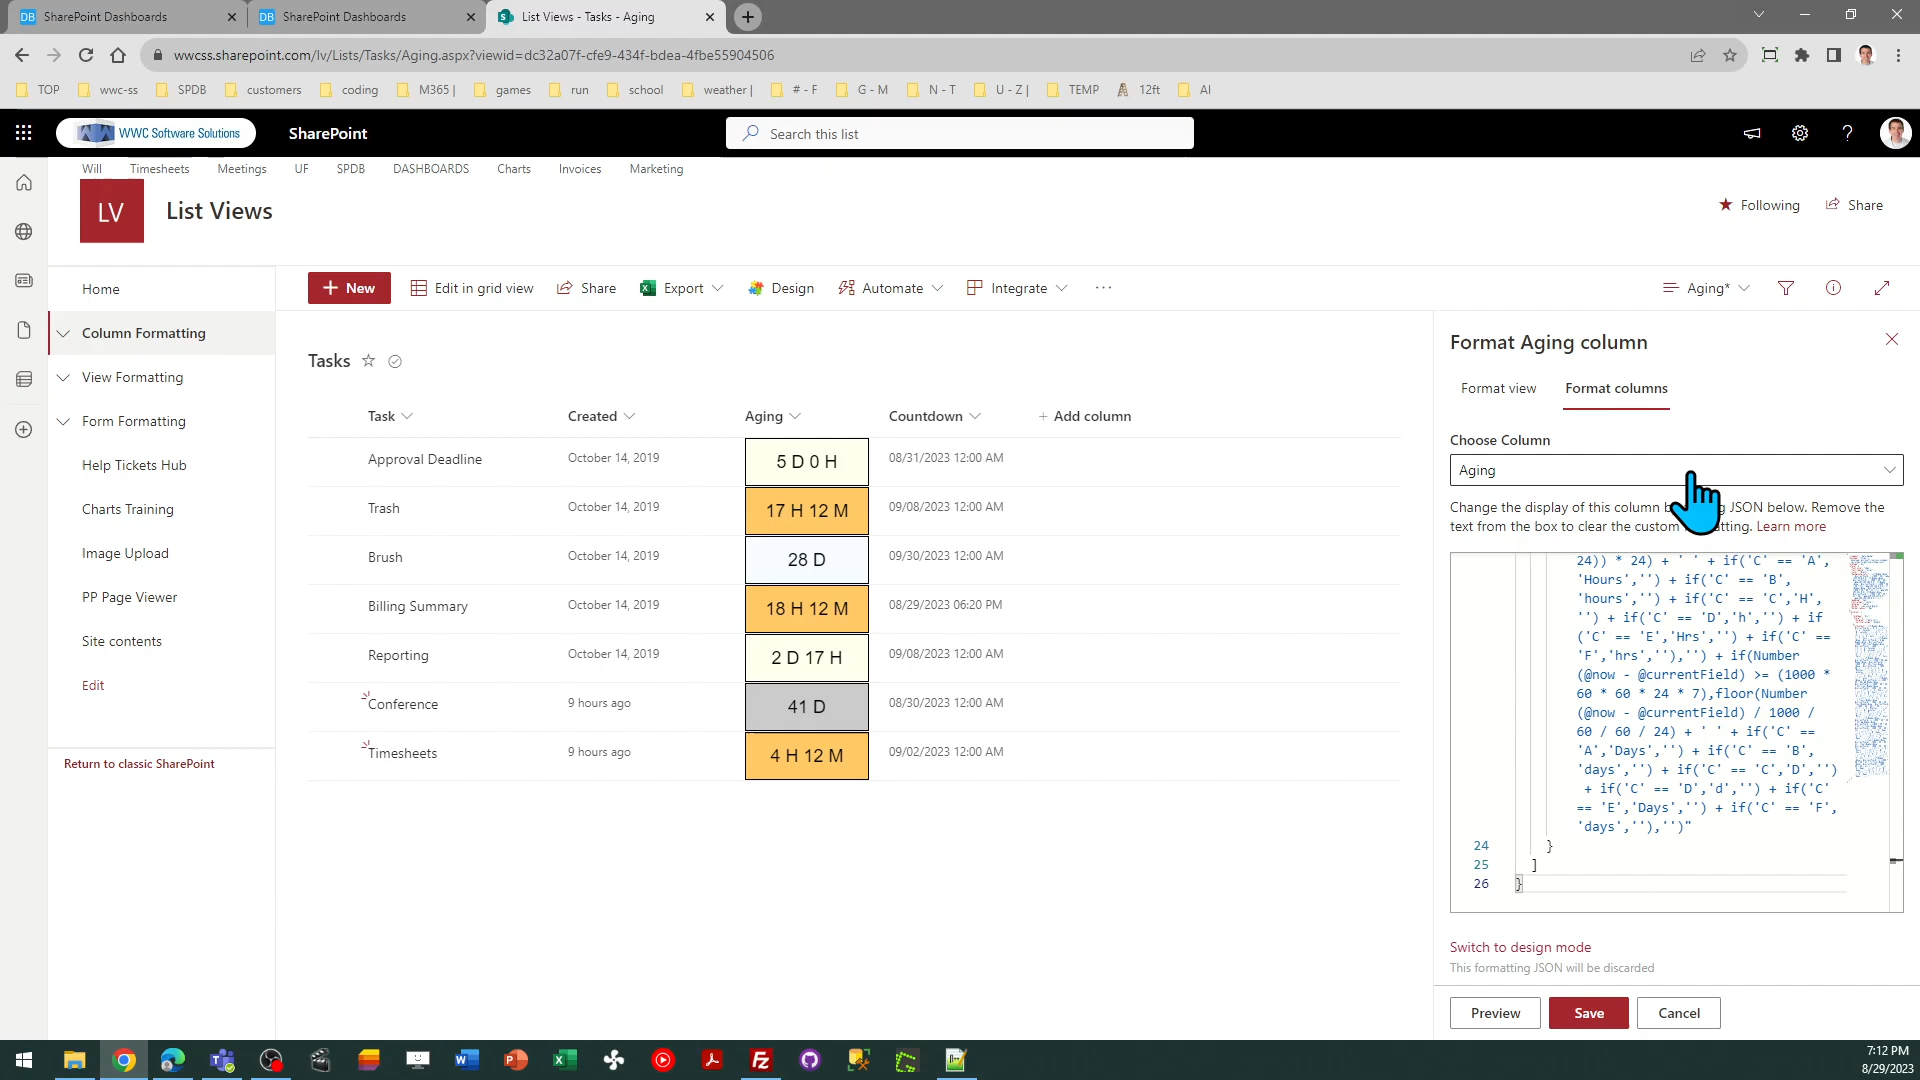 SharePoint Dashboards
SharePoint Dashboards
List Views - Tasks - Aging
wwcss.sharepoint.com/lv/Lists/Tasks/Aging.aspx?viewid=dc32a07f-cfe9-434f-bdea-4fbe55904506
TOP wwc-ss SPDB customers coding M365 | games run school weather | # - F G - M N - T U - Z | TEMP 12ft AI
WWC Software Solutions SharePoint Search this list
Will Timesheets Meetings UF SPDB DASHBOARDS Charts Invoices Marketing
LV List Views
Following Share
Home
Column Formatting
View Formatting
Form Formatting
Help Tickets Hub
Charts Training
Image Upload
PP Page Viewer
Site contents
Edit
Return to classic SharePoint
New Edit in grid view Share Export Design Automate Integrate ··· Aging*
Tasks
Task Created Aging Countdown + Add column
Approval Deadline October 14, 2019 5 D 0 H 08/31/2023 12:00 AM
Trash October 14, 2019 17 H 12 M 09/08/2023 12:00 AM
Brush October 14, 2019 28 D 09/30/2023 12:00 AM
Billing Summary October 14, 2019 18 H 12 M 08/29/2023 06:20 PM
Reporting October 14, 2019 2 D 17 H 09/08/2023 12:00 AM
Conference 9 hours ago 41 D 08/30/2023 12:00 AM
Timesheets 9 hours ago 4 H 12 M 09/02/2023 12:00 AM
Format Aging column
Format view Format columns
Choose Column
Aging
Change the display of this column JSON below. Remove the
text from the box to clear the custom Learn more
24)) * 24) + ' ' + if('C' == 'A',
'Hours','') + if('C' == 'B',
'hours','') + if('C' == 'C','H',
'') + if('C' == 'D','h','') + if
('C' == 'E','Hrs','') + if('C' ==
'F','hrs',''),'') + if(Number
(@now - @currentField) >= (1000 *
60 * 60 * 24 * 7),floor(Number
(@now - @currentField) / 1000 /
60 / 60 / 24) + ' ' + if('C' ==
'A','Days','') + if('C' == 'B',
'days','') + if('C' == 'C','D','')
+ if('C' == 'D','d','') + if('C'
== 'E','Days','') + if('C' == 'F',
'days',''),'')"
24 }
25 ]
26 }
Switch to design mode
This formatting JSON will be discarded
Preview Save Cancel
DB
DB
7:12 PM
8/29/2023